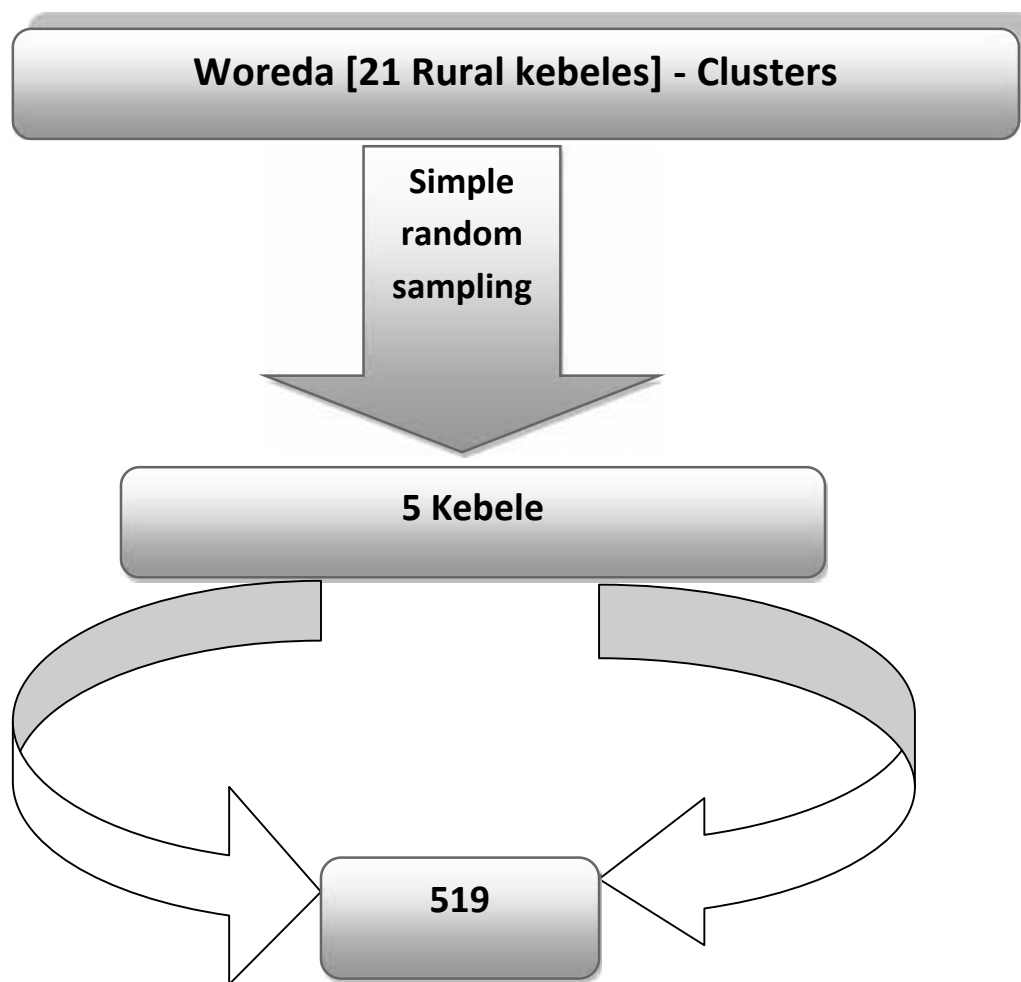 Woreda [21 Rural kebeles] - Clusters
Simple
random
sampling
5 Kebele
519